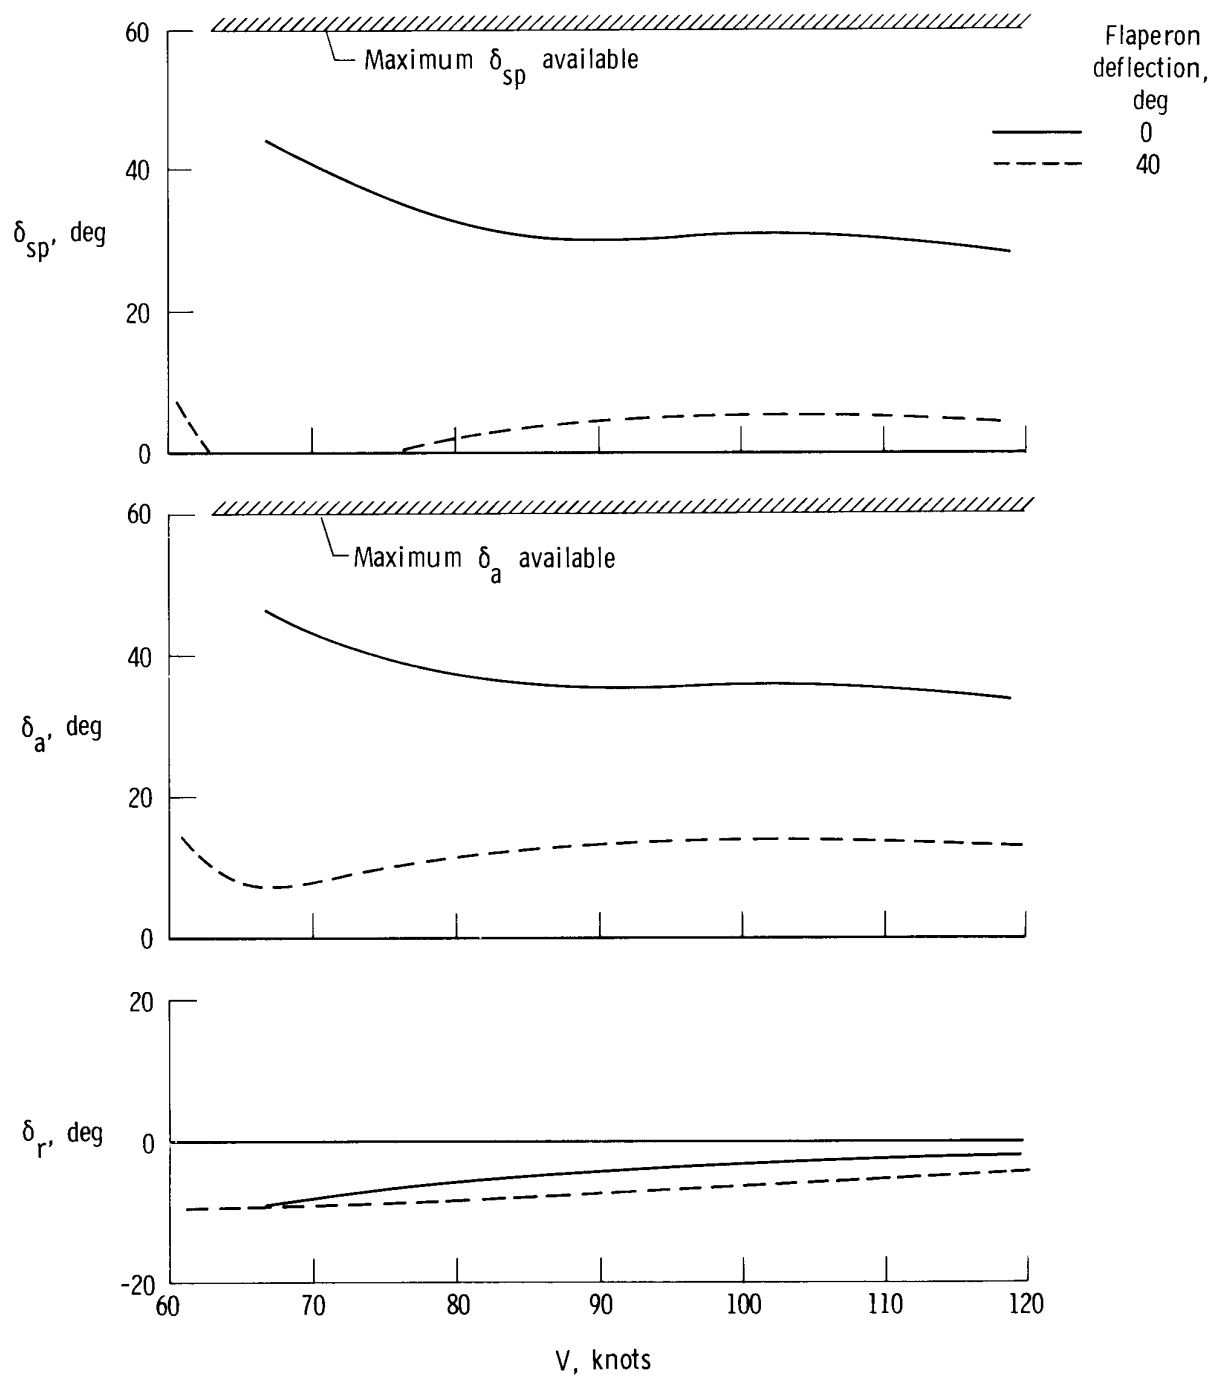 60
Maximum δsp available
Flaperon
deflection,
deg
0
40
40
δsp, deg
20
0
60
Maximum δa available
40
δa, deg
20
0
20
δr, deg
0
-20
60 70 80 90 100 110 120
V, knots